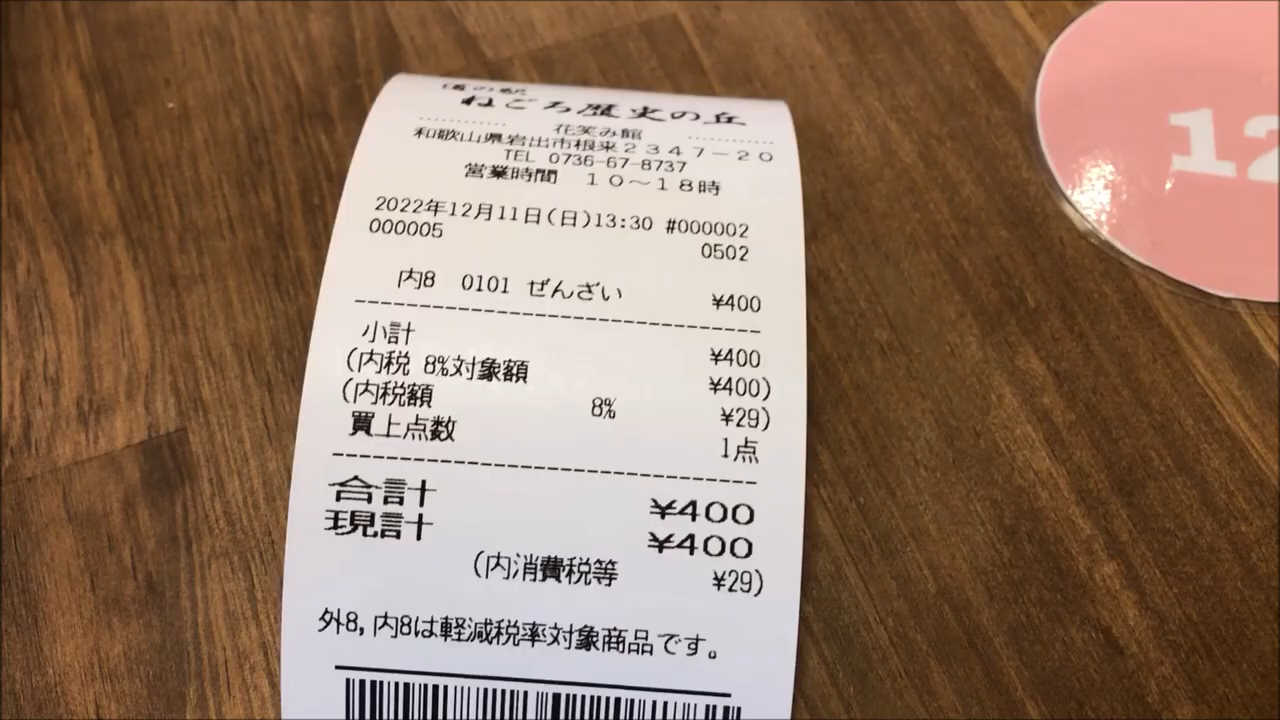 道の駅
ねごろ歴史の丘
花笑み館
和歌山県岩出市根来2347-20
TEL 0736-67-8737
営業時間 10~18時
2022年12月11日(日)13:30 #000002
000005 0502
内8 0101 ぜんざい ¥400
小計 ¥400
(内税 8%対象額 ¥400)
(内税額 8% ¥29)
買上点数 1点
合計 ¥400
現計 ¥400
(内消費税等 ¥29)
外8,内8は軽減税率対象商品です。
12